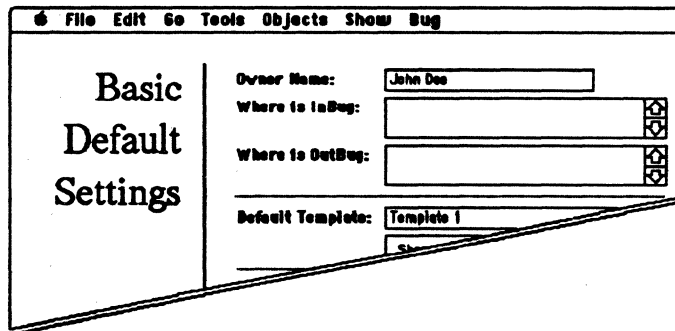 File Edit Go Tools Objects Show Bug
Basic
Default
Settings
Owner Name: John Doe
Where is InBug:
Where is OutBug:
Default Template: Template 1